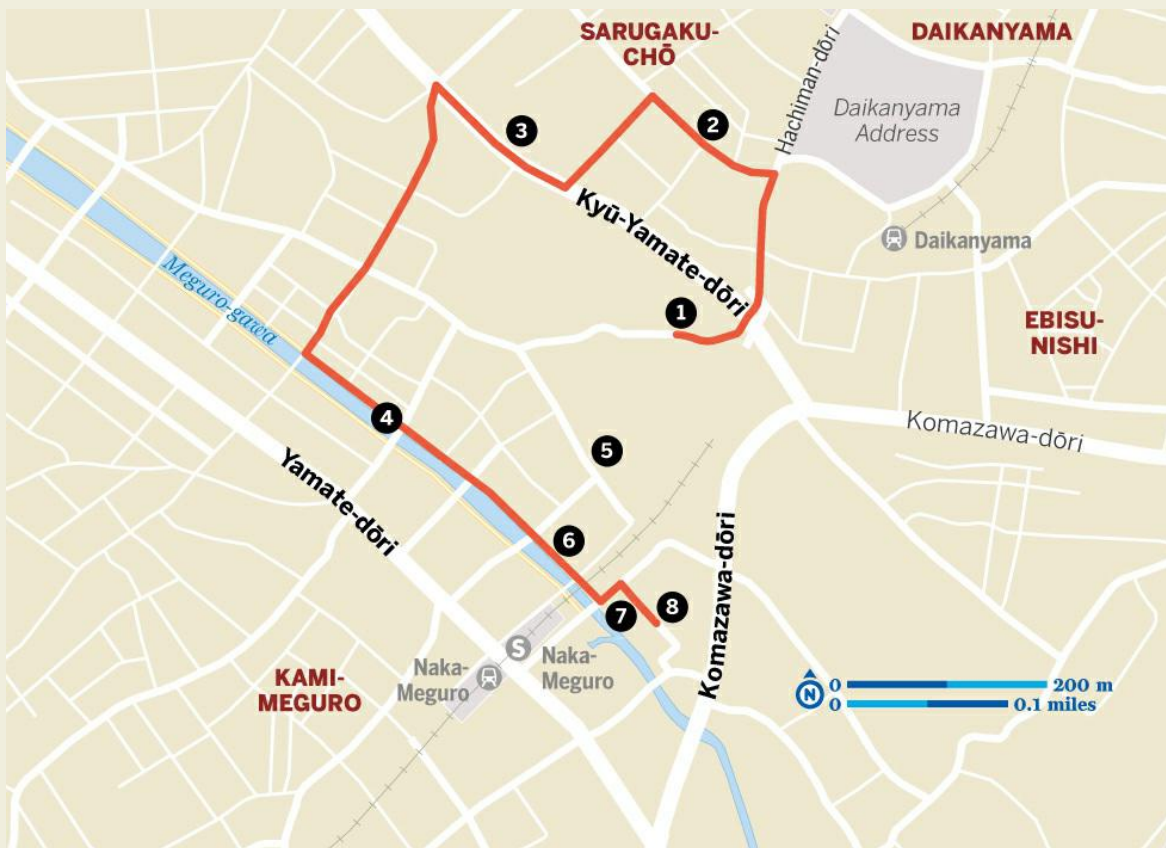 SARUGAKU-
CHŌ
DAIKANYAMA
Hachiman-dōri
Daikanyama
Address
3
2
Kyū-Yamate-dōri
Daikanyama
Meguro-gawa
1
EBISU-
NISHI
4
5
Komazawa-dōri
Yamate-dōri
6
Komazawa-dōri
7
8
S
Naka-
Meguro
Naka-
Meguro
KAMI-
MEGURO
N
0 200 m
0 0.1 miles